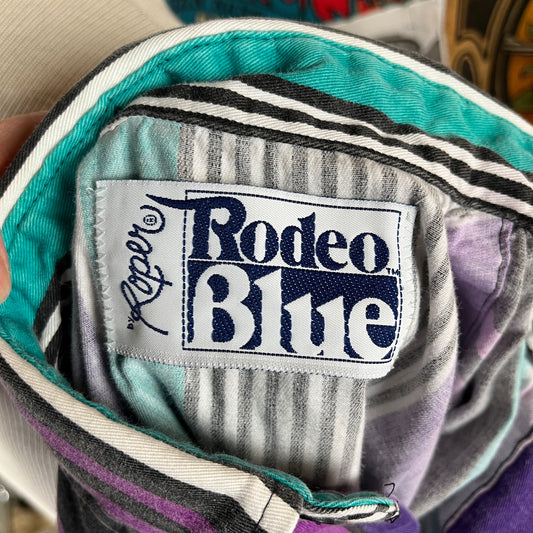 by Roper ®
Rodeo
Blue ™